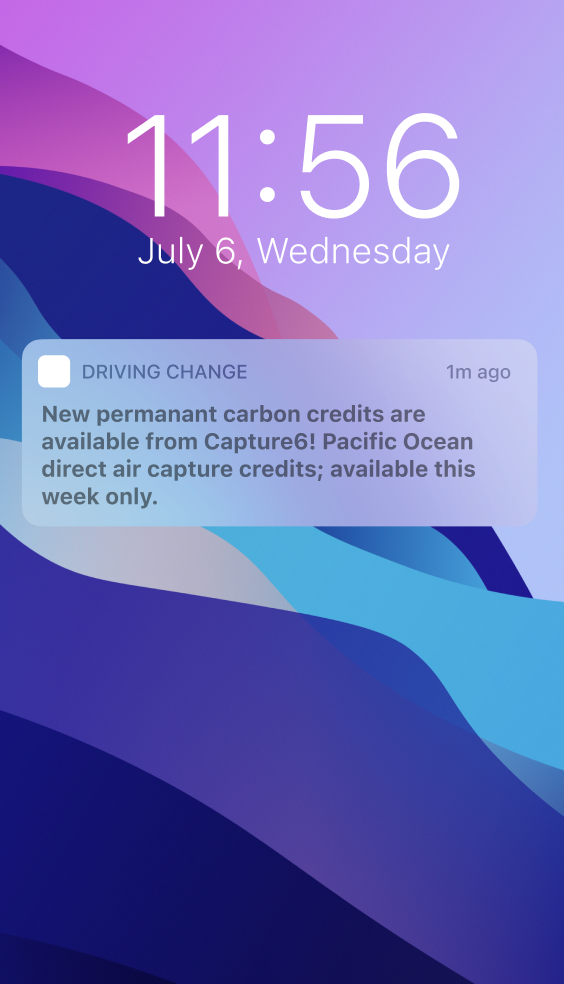 11:56
July 6, Wednesday
DRIVING CHANGE 1m ago
New permanant carbon credits are
available from Capture6! Pacific Ocean
direct air capture credits; available this
week only.